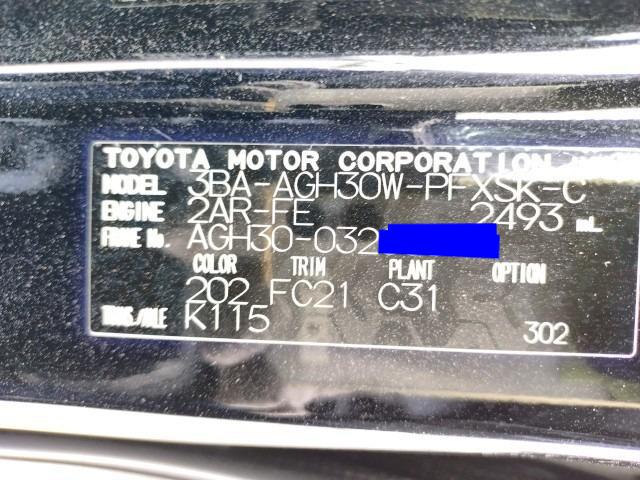 TOYOTA MOTOR CORPORATION
MODEL 3BA-AGH30W-PFXSK-C
ENGINE 2AR-FE 2493 mL
FRAME No. AGH30-032
COLOR TRIM PLANT OPTION
202 FC21 C31
TRANS./AXLE K115
302